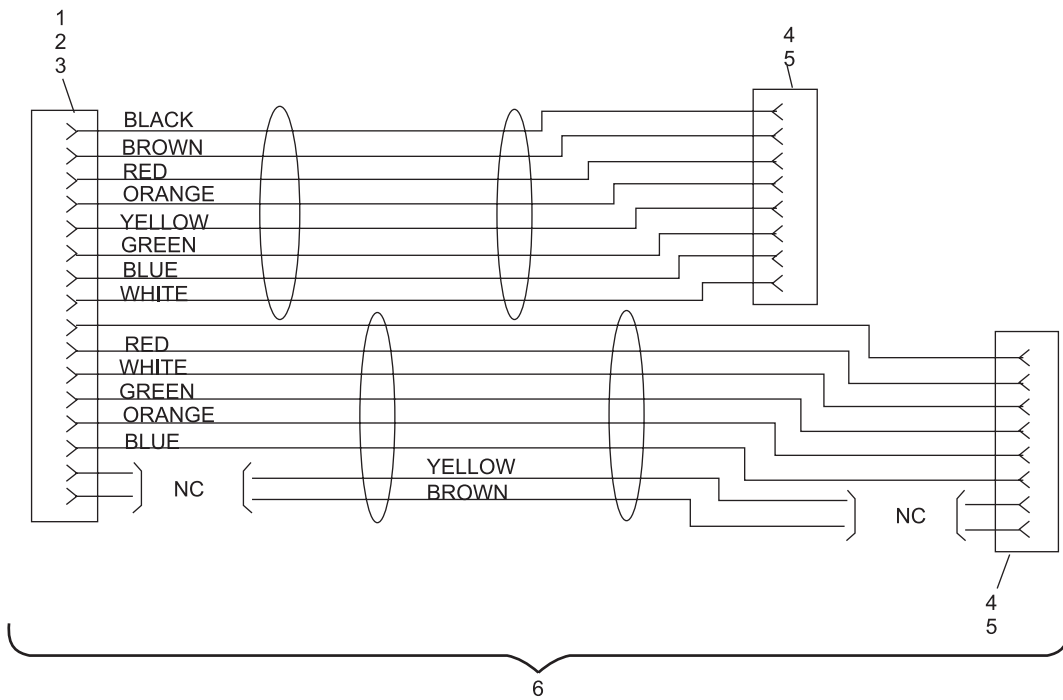 1
2
3
4
5
BLACK
BROWN
RED
ORANGE
YELLOW
GREEN
BLUE
WHITE
RED
WHITE
GREEN
ORANGE
BLUE
NC
YELLOW
BROWN
NC
4
5
6